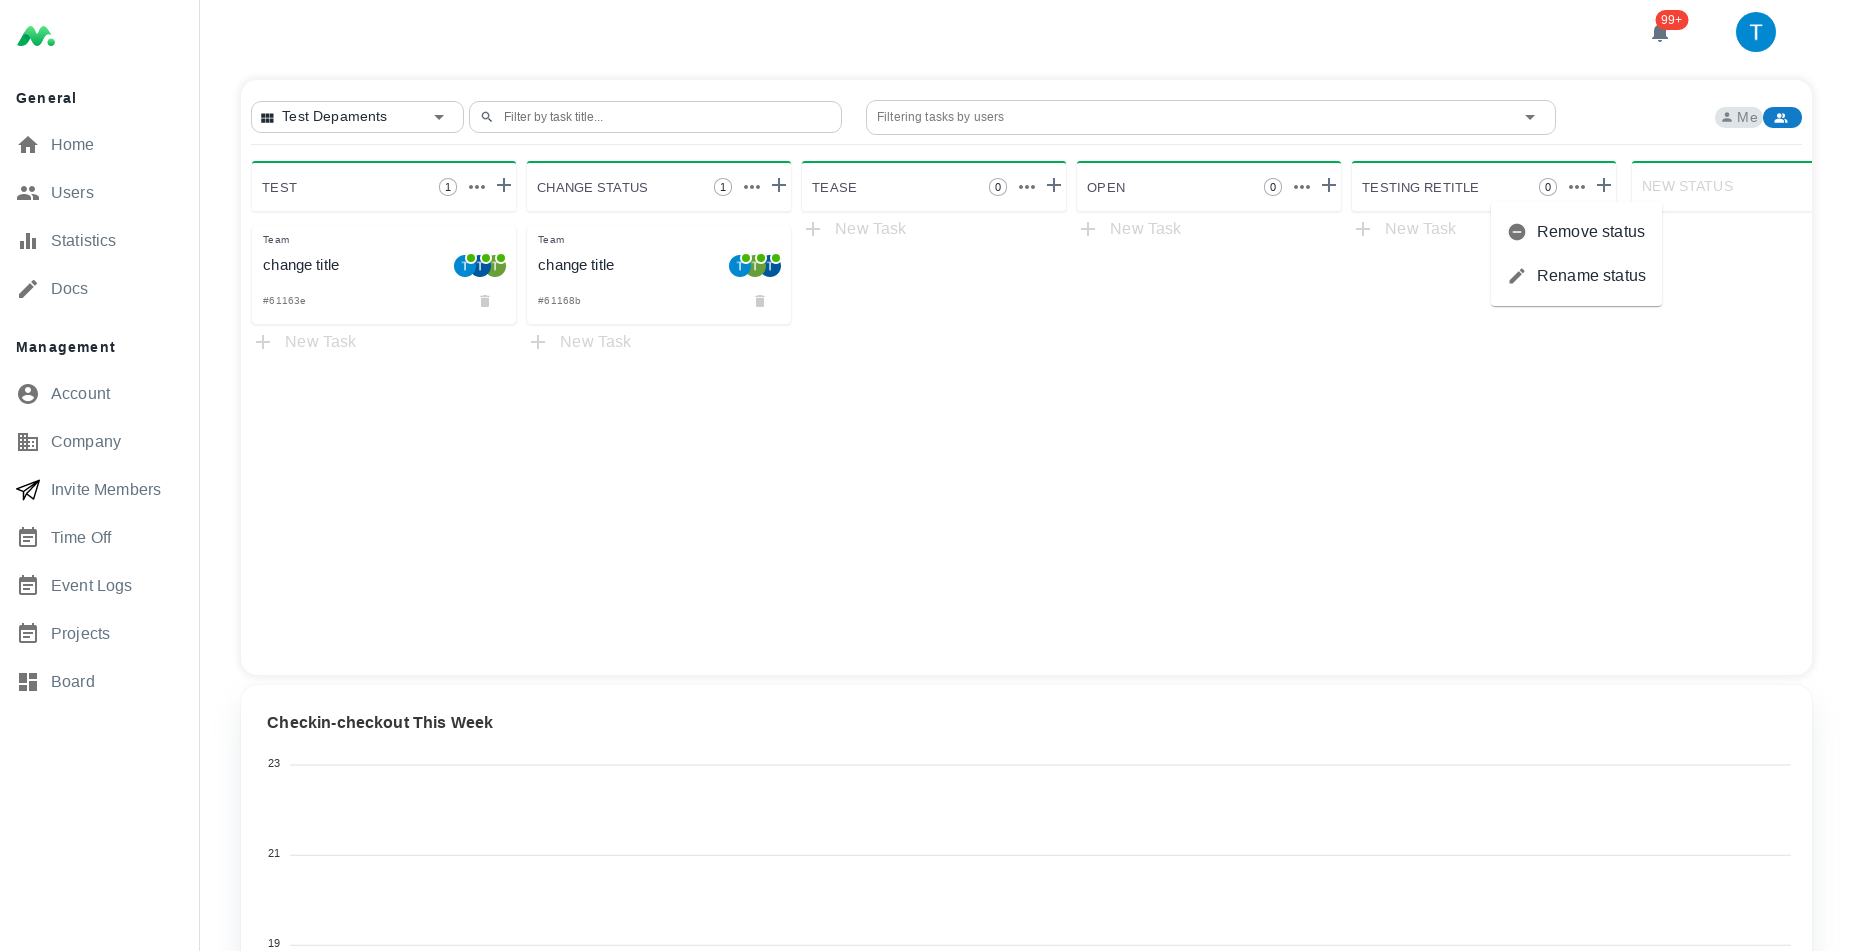 99+
T
General
Home
Users
Statistics
Docs
Management
Account
Company
Invite Members
Time Off
Event Logs
Projects
Board
Test Depaments
Filter by task title...
Filtering tasks by users
Me
TEST 1
CHANGE STATUS 1
TEASE 0
OPEN 0
TESTING RETITLE 0
NEW STATUS
Team
change title
T T T
#61163e
New Task
Team
change title
T T T
#61168b
New Task
New Task
New Task
New Task
Remove status
Rename status
Checkin-checkout This Week
23
21
19